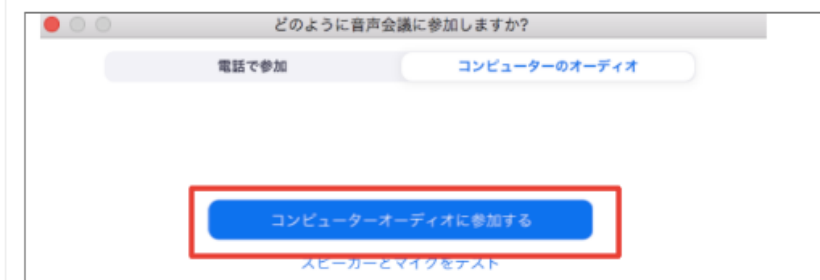 どのように音声会議に参加しますか?
電話で参加 コンピューターのオーディオ
コンピューターオーディオに参加する
スピーカーとマイクをテスト